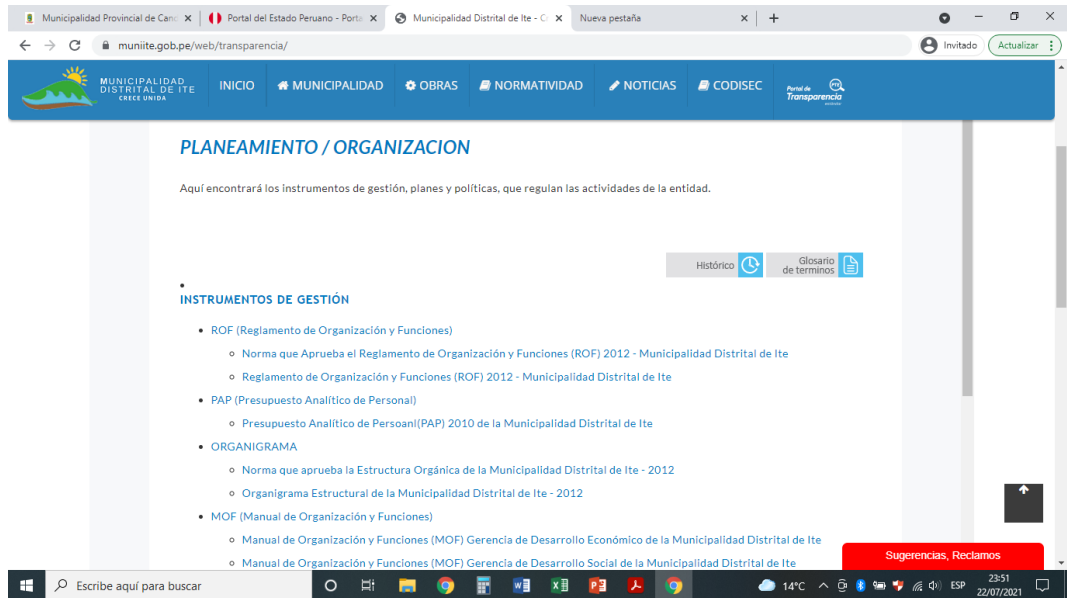 Municipalidad Provincial de Canc
Portal del Estado Peruano - Porta
Municipalidad Distrital de Ite - C
Nueva pestaña
muniite.gob.pe/web/transparencia/
Invitado
Actualizar
MUNICIPALIDAD
DISTRITAL DE ITE
CRECE UNIDA
INICIO
MUNICIPALIDAD
OBRAS
NORMATIVIDAD
NOTICIAS
CODISEC
Portal de
Transparencia
PLANEAMIENTO / ORGANIZACION
Aquí encontrará los instrumentos de gestión, planes y políticas, que regulan las actividades de la entidad.
Histórico
Glosario
de terminos
INSTRUMENTOS DE GESTIÓN
ROF (Reglamento de Organización y Funciones)
Norma que Aprueba el Reglamento de Organización y Funciones (ROF) 2012 - Municipalidad Distrital de Ite
Reglamento de Organización y Funciones (ROF) 2012 - Municipalidad Distrital de Ite
PAP (Presupuesto Analítico de Personal)
Presupuesto Analítico de Persoanl(PAP) 2010 de la Municipalidad Distrital de Ite
ORGANIGRAMA
Norma que aprueba la Estructura Orgánica de la Municipalidad Distrital de Ite - 2012
Organigrama Estructural de la Municipalidad Distrital de Ite - 2012
MOF (Manual de Organización y Funciones)
Manual de Organización y Funciones (MOF) Gerencia de Desarrollo Económico de la Municipalidad Distrital de Ite
Manual de Organización y Funciones (MOF) Gerencia de Desarrollo Social de la Municipalidad Distrital de Ite
Sugerencias, Reclamos
Escribe aquí para buscar
14°C
ESP
23:51
22/07/2021